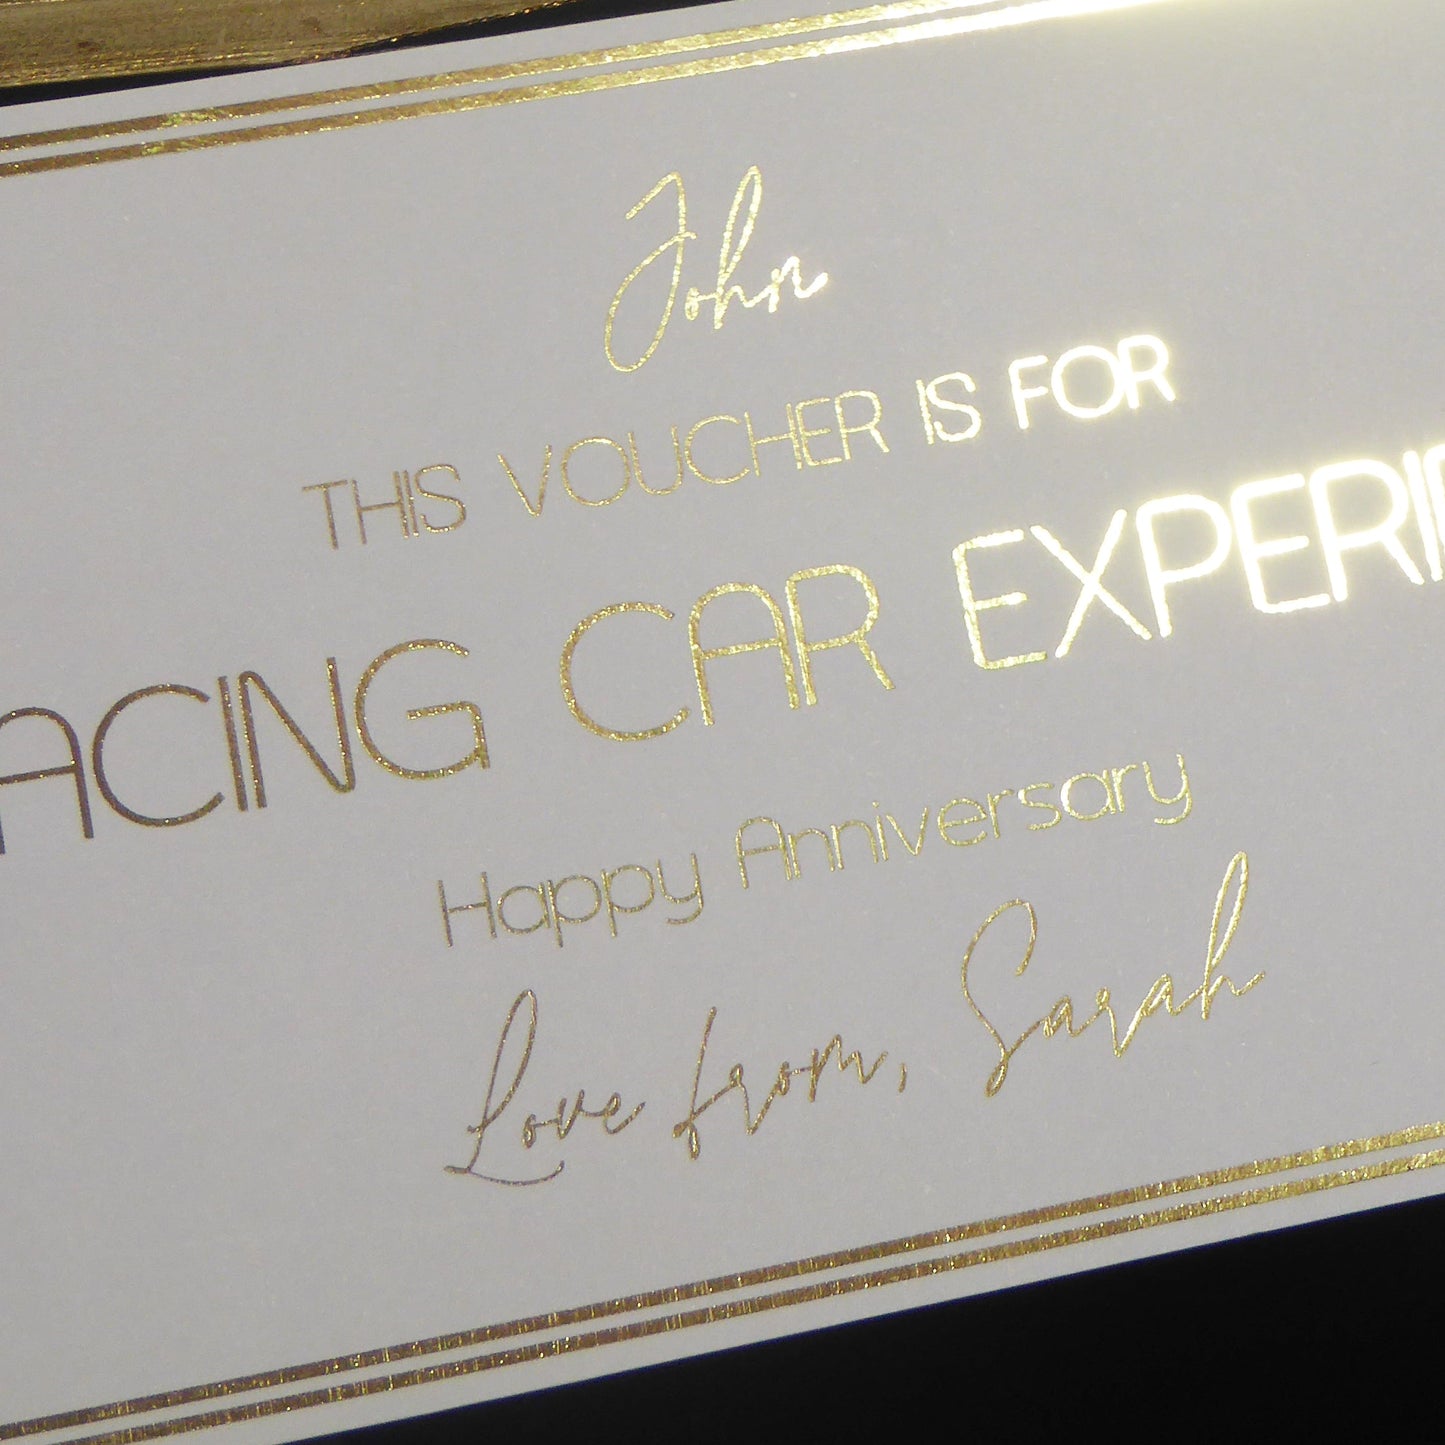 John
THIS VOUCHER IS FOR
ACING CAR EXPERI
Happy Anniversary
Love from, Sarah